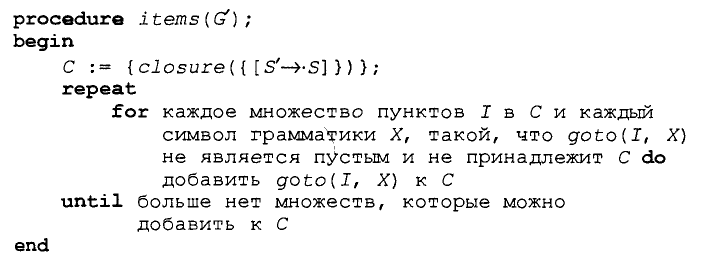 procedure items(G′);
begin
C := {closure({[S′→·S]})};
repeat
for каждое множество пунктов I в C и каждый
символ грамматики X, такой, что goto(I, X)
не является пустым и не принадлежит C do
добавить goto(I, X) к C
until больше нет множеств, которые можно
добавить к C
end